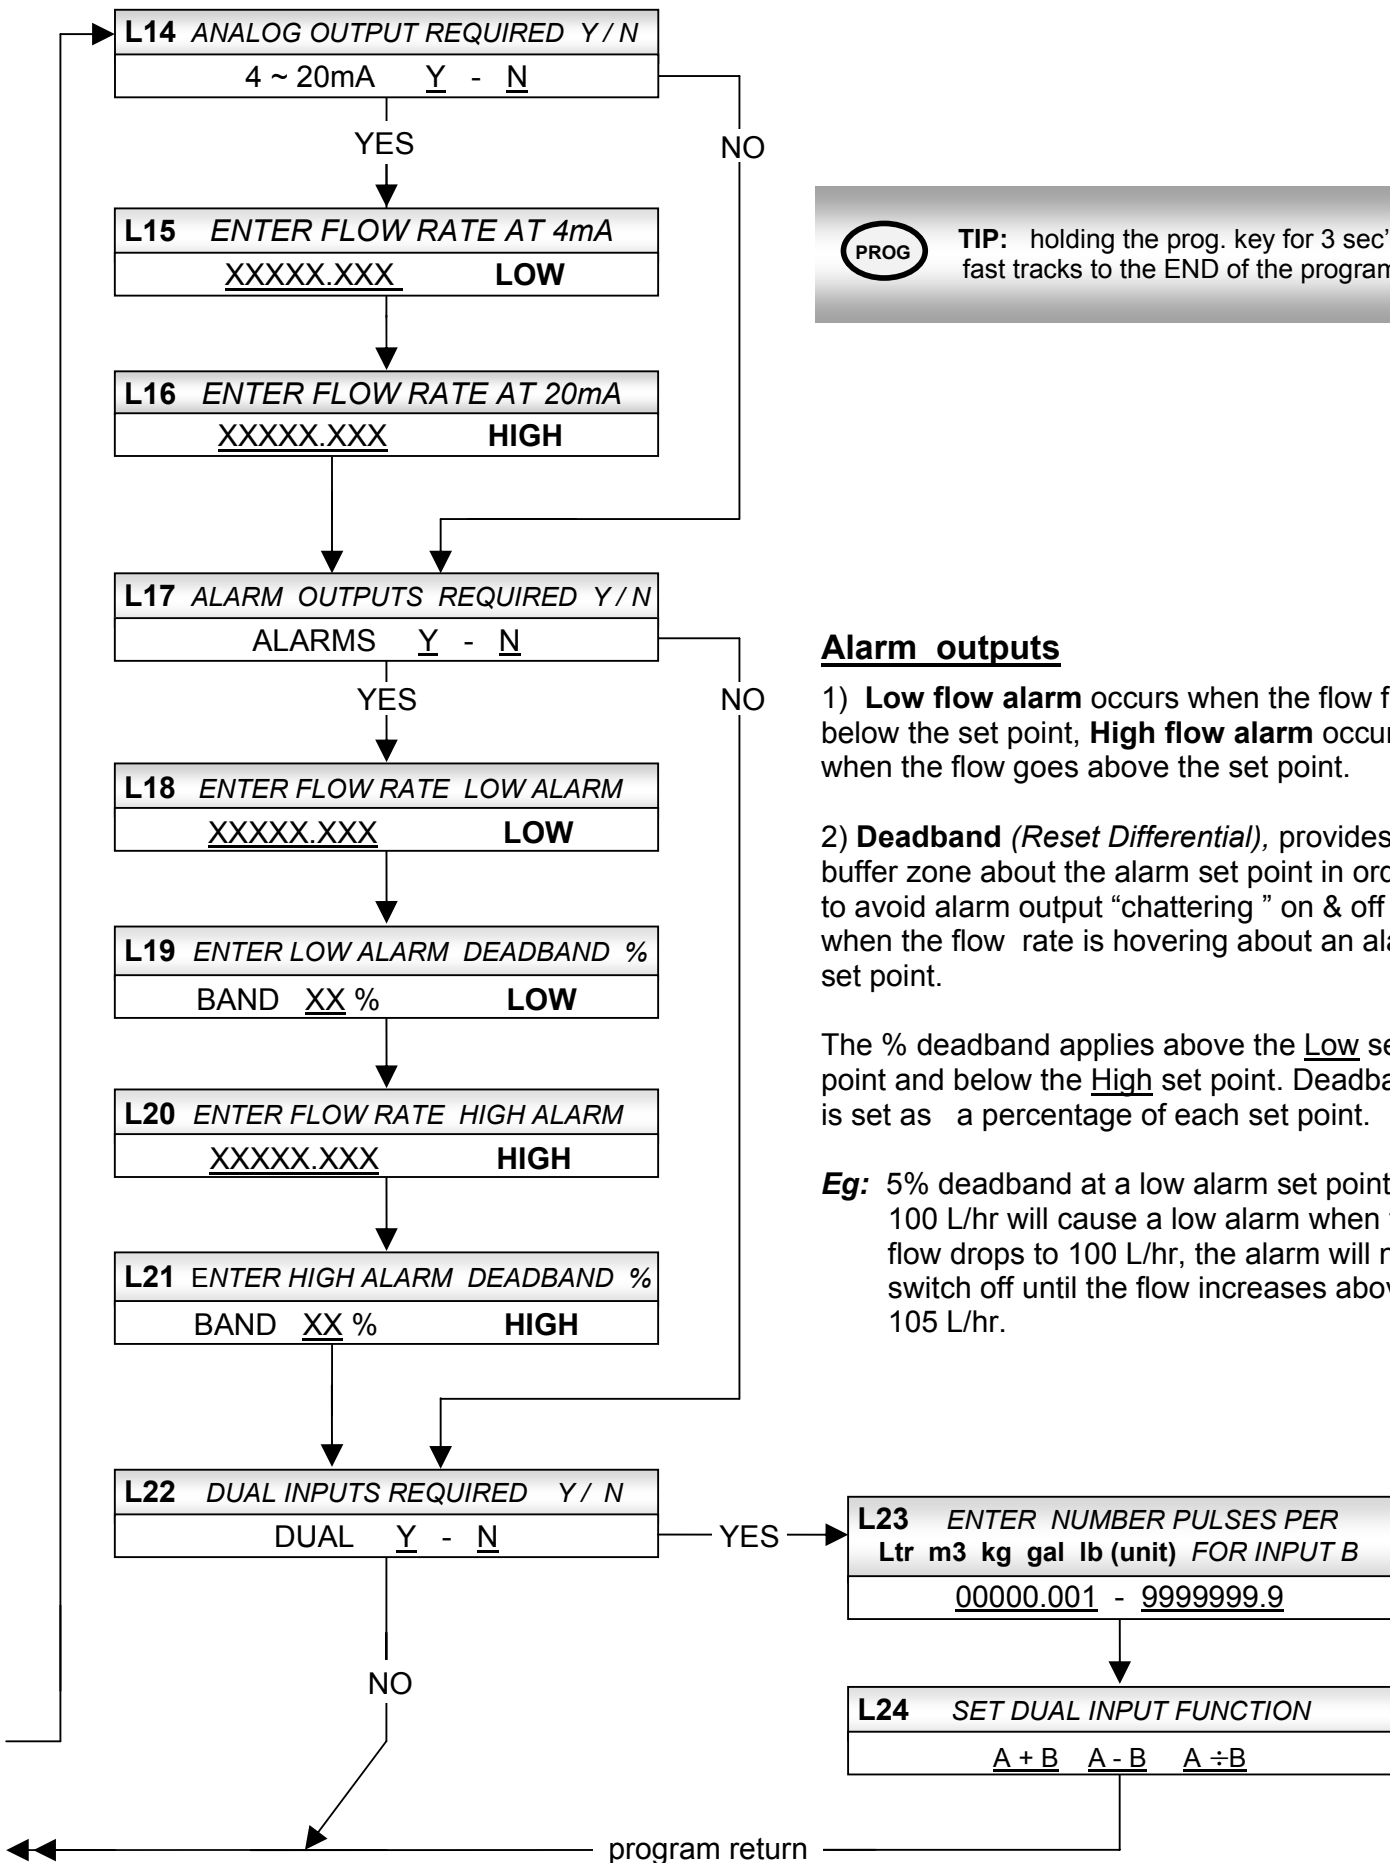 L14 ANALOG OUTPUT REQUIRED Y / N
4 ~ 20mA Y - N
YES
NO
L15 ENTER FLOW RATE AT 4mA
XXXXX.XXX LOW
PROG
TIP: holding the prog. key for 3 sec'
fast tracks to the END of the program
L16 ENTER FLOW RATE AT 20mA
XXXXX.XXX HIGH
L17 ALARM OUTPUTS REQUIRED Y / N
ALARMS Y - N
YES
NO
L18 ENTER FLOW RATE LOW ALARM
XXXXX.XXX LOW
L19 ENTER LOW ALARM DEADBAND %
BAND XX % LOW
L20 ENTER FLOW RATE HIGH ALARM
XXXXX.XXX HIGH
L21 ENTER HIGH ALARM DEADBAND %
BAND XX % HIGH
Alarm outputs
1) Low flow alarm occurs when the flow
below the set point, High flow alarm occur
when the flow goes above the set point.
2) Deadband (Reset Differential), provides
buffer zone about the alarm set point in
to avoid alarm output “chattering ” on & off
when the flow rate is hovering about an
set point.
The % deadband applies above the Low
point and below the High set point.
is set as a percentage of each set point.
Eg: 5% deadband at a low alarm set point
100 L/hr will cause a low alarm when
flow drops to 100 L/hr, the alarm will
switch off until the flow increases
105 L/hr.
L22 DUAL INPUTS REQUIRED Y / N
DUAL Y - N
YES
NO
L23 ENTER NUMBER PULSES PER
Ltr m3 kg gal lb (unit) FOR INPUT B
00000.001 - 9999999.9
L24 SET DUAL INPUT FUNCTION
A + B A - B A ÷B
program return